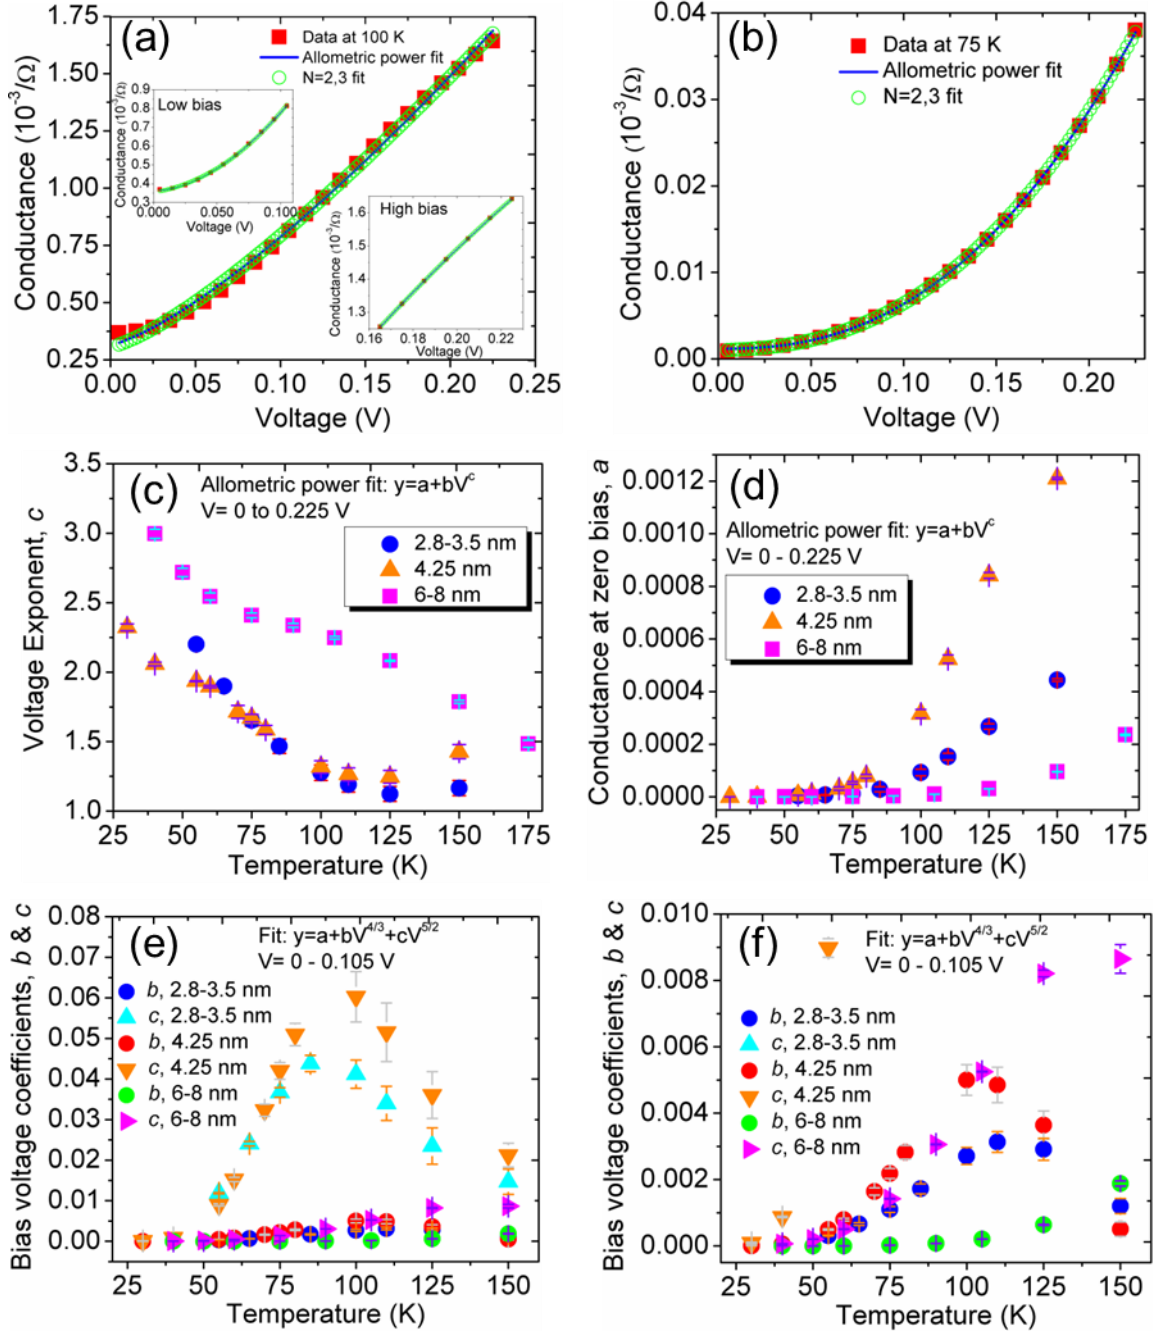 (a)
Data at 100 K
Allometric power fit
N=2,3 fit
Conductance (10⁻³/Ω)
1.75
1.50
1.25
1.00
0.75
0.50
0.25
0.00 0.05 0.10 0.15 0.20 0.25
Voltage (V)
Low bias
Conductance (10⁻³/Ω)
0.9
0.8
0.7
0.6
0.5
0.4
0.3
0.000 0.050 0.100
Voltage (V)
High bias
Conductance (10⁻³/Ω)
1.6
1.5
1.4
1.3
0.16 0.18 0.20 0.22
Voltage (V)
(b)
Data at 75 K
Allometric power fit
N=2,3 fit
Conductance (10⁻³/Ω)
0.04
0.03
0.02
0.01
0.00
0.00 0.05 0.10 0.15 0.20
Voltage (V)
(c)
Allometric power fit: y=a+bVᶜ
V= 0 to 0.225 V
2.8-3.5 nm
4.25 nm
6-8 nm
Voltage Exponent, c
3.5
3.0
2.5
2.0
1.5
1.0
25 50 75 100 125 150 175
Temperature (K)
(d)
Allometric power fit: y=a+bVᶜ
V= 0 - 0.225 V
2.8-3.5 nm
4.25 nm
6-8 nm
Conductance at zero bias, a
0.0012
0.0010
0.0008
0.0006
0.0004
0.0002
0.0000
25 50 75 100 125 150 175
Temperature (K)
(e)
Fit: y=a+bV⁴ᐟ³+cV⁵ᐟ²
V= 0 - 0.105 V
b, 2.8-3.5 nm
c, 2.8-3.5 nm
b, 4.25 nm
c, 4.25 nm
b, 6-8 nm
c, 6-8 nm
Bias voltage coefficients, b & c
0.08
0.07
0.06
0.05
0.04
0.03
0.02
0.01
0.00
25 50 75 100 125 150
Temperature (K)
(f)
Fit: y=a+bV⁴ᐟ³+cV⁵ᐟ²
V= 0 - 0.105 V
b, 2.8-3.5 nm
c, 2.8-3.5 nm
b, 4.25 nm
c, 4.25 nm
b, 6-8 nm
c, 6-8 nm
Bias voltage coefficients, b & c
0.010
0.008
0.006
0.004
0.002
0.000
25 50 75 100 125 150
Temperature (K)